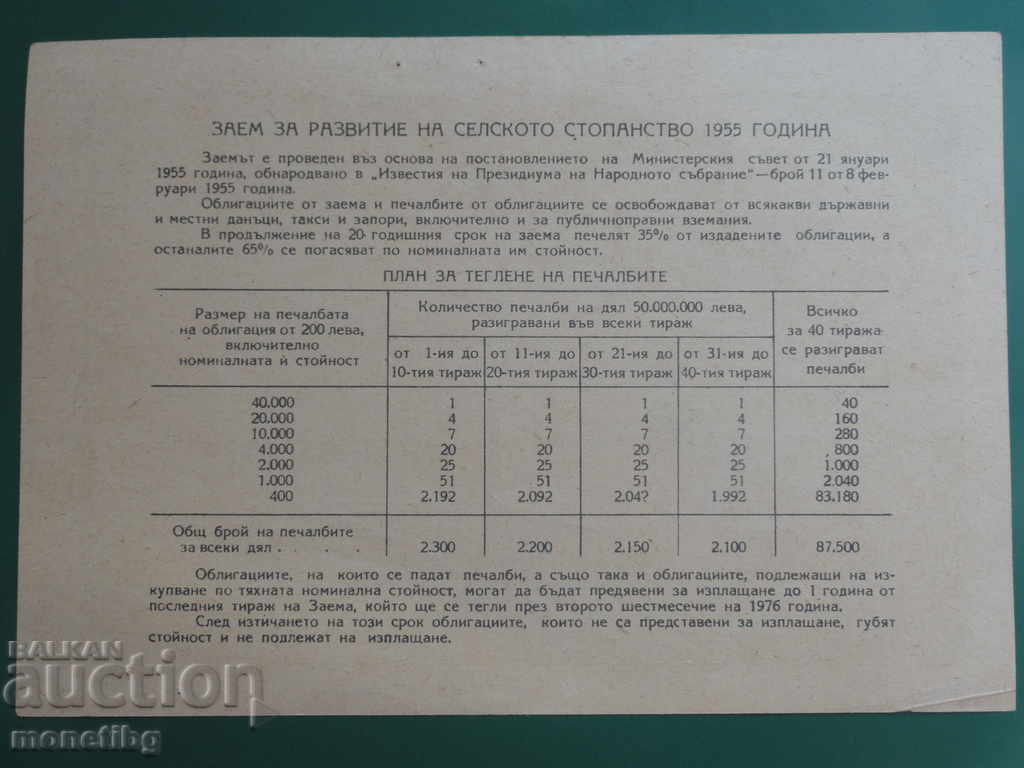 ЗАЕМ ЗА РАЗВИТИЕ НА СЕЛСКОТО СТОПАНСТВО 1955 ГОДИНА
Заемът е проведен въз основа на постановлението на Министерския съвет от 21 януари
1955 година, обнародвано в „Известия на Президиума на Народното събрание“—брой 11 от 8 фев-
руари 1955 година.
Облигациите от заема и печалбите от облигациите се освобождават от всякакви държавни
и местни данъци, такси и запори, включително и за публичноправни вземания.
В продължение на 20-годишния срок на заема печелят 35% от издадените облигации, а
останалите 65% се погасяват по номиналната им стойност.
ПЛАН ЗА ТЕГЛЕНЕ НА ПЕЧАЛБИТЕ
Размер на печалбата
на облигация от 200 лева,
включително
номиналната ѝ стойност
Количество печалби на дял 50.000.000 лева,
разигравани във всеки тираж
Всичко
за 40 тиража
се разиграват
печалби
от 1-ия до
10-тия тираж
от 11-ия до
20-тия тираж
от 21-ия до
30-тия тираж
от 31-ия до
40-тия тираж
40.000 1 1 1 1 40
20.000 4 4 4 4 160
10.000 7 7 7 7 280
4.000 20 20 20 20 800
2.000 25 25 25 25 1.000
1.000 51 51 51 51 2.040
400 2.192 2.092 2.04? 1.992 83.180
Общ брой на печалбите
за всеки дял . . . . 2.300 2.200 2.150 2.100 87.500
Облигациите, на които се падат печалби, а също така и облигациите, подлежащи на из-
купване по тяхната номинална стойност, могат да бъдат предявени за изплащане до 1 година от
последния тираж на Заема, който ще се тегли през второто шестмесечие на 1976 година.
След изтичането на този срок облигациите, които не са представени за изплащане, губят
стойност и не подлежат на изплащане.
BALKAN
auction
monetibg